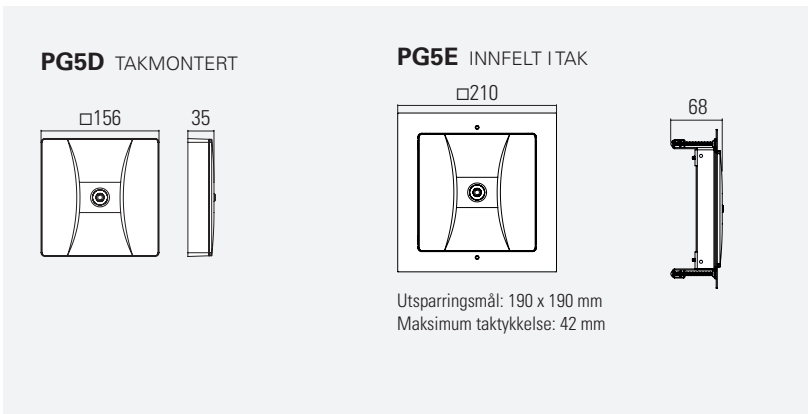 PG5D TAKMONTERT
□156
35
PG5E INNFELT I TAK
□210
68
Utsparringsmål: 190 x 190 mm
Maksimum taktykkelse: 42 mm